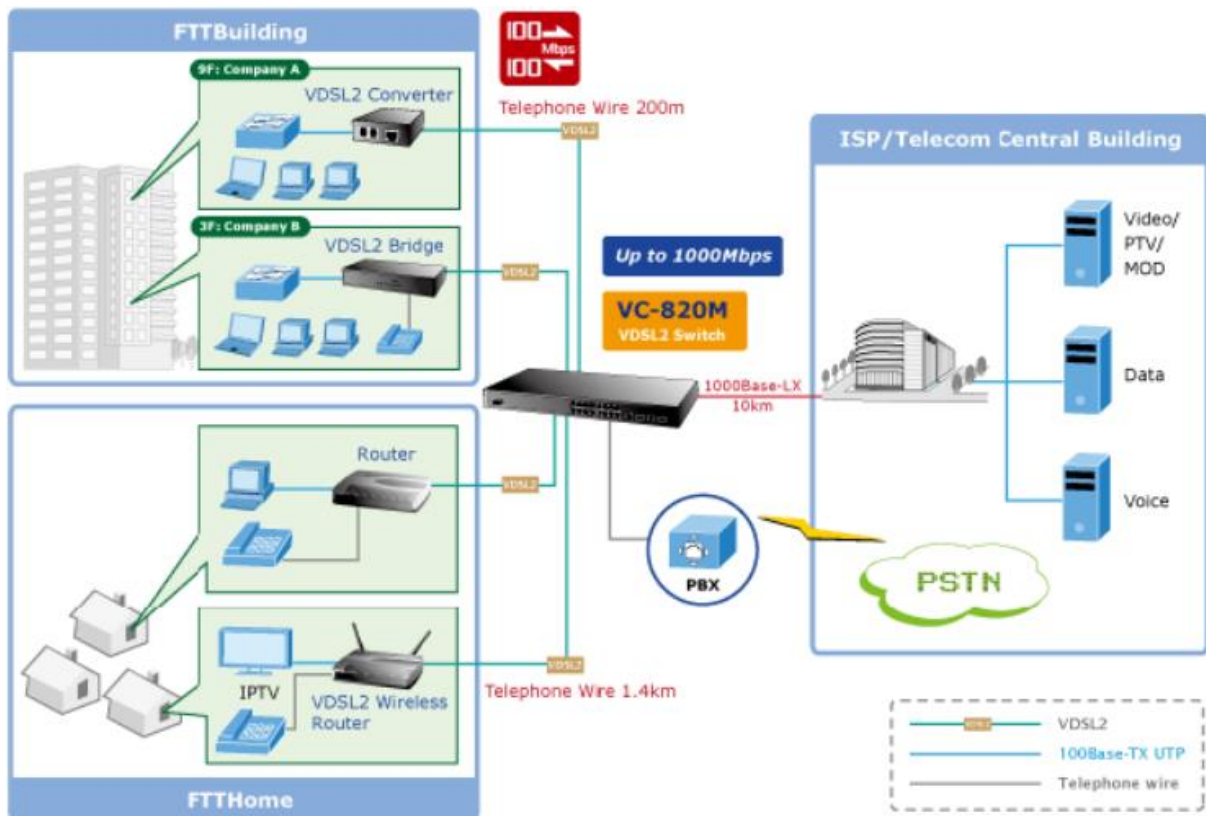 FTTBuilding
9F: Company A
VDSL2 Converter
100
Mbps
100
Telephone Wire 200m
VDSL2
3F: Company B
VDSL2 Bridge
VDSL2
Up to 1000Mbps
VC-820M
VDSL2 Switch
1000Base-LX
10km
ISP/Telecom Central Building
Video/
PTV/
MOD
Data
Voice
Router
VDSL2
PBX
PSTN
IPTV
VDSL2 Wireless
Router
VDSL2
Telephone Wire 1.4km
FTTHome
VDSL2
VDSL2
100Base-TX UTP
Telephone wire